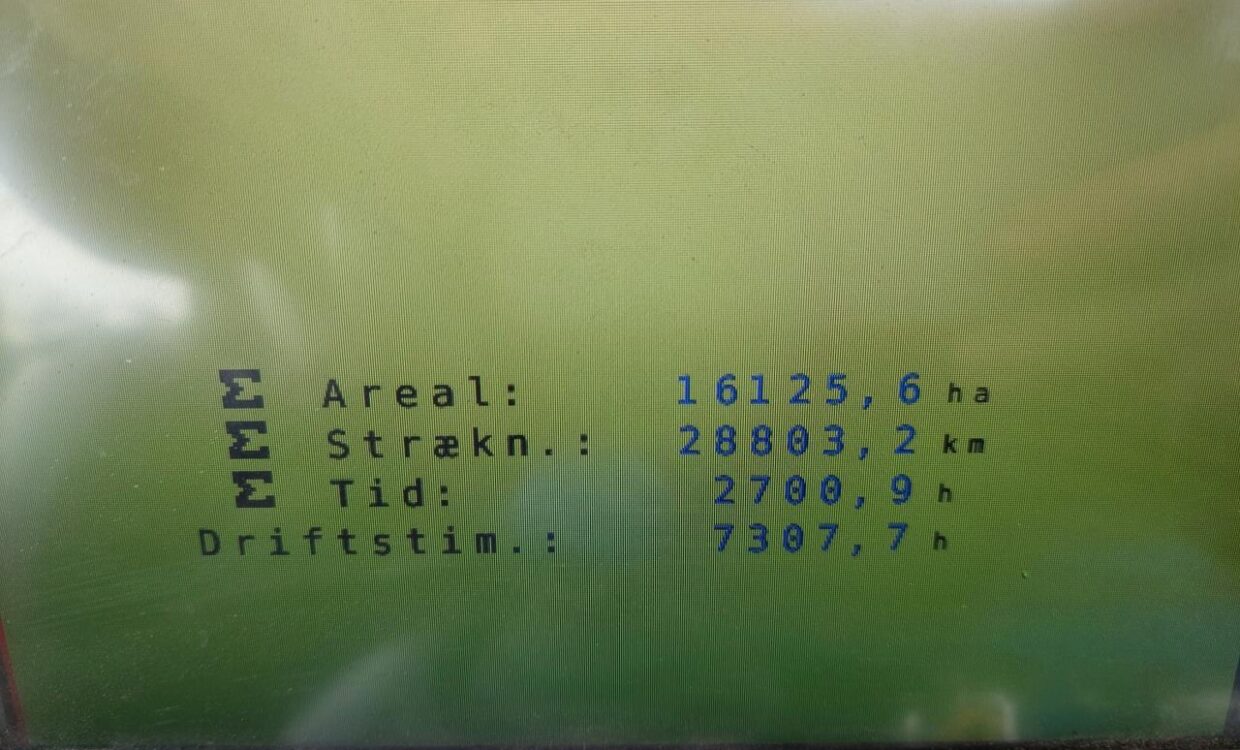 Σ Areal: 16125,6 ha
Σ Strækn.: 28803,2 km
Σ Tid: 2700,9 h
Driftstim.: 7307,7 h